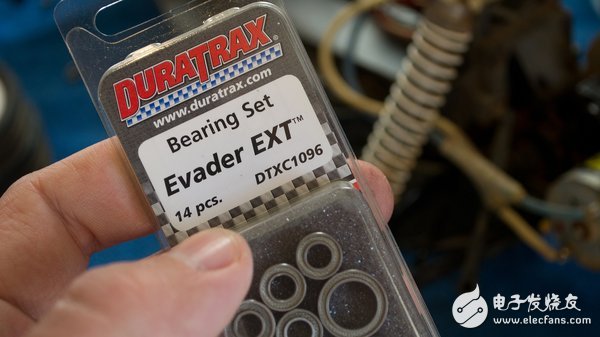 DURATRAX®
www.duratrax.com
Bearing Set
Evader EXT™
14 pcs. DTXC1096
电子发烧友
www.elecfans.com